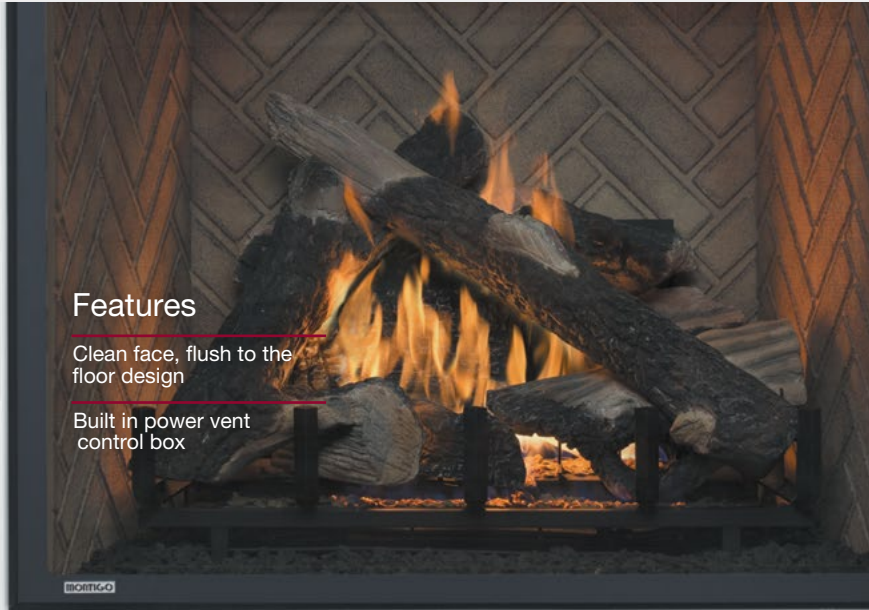 Features
Clean face, flush to the
floor design
Built in power vent
control box
MONTIGO